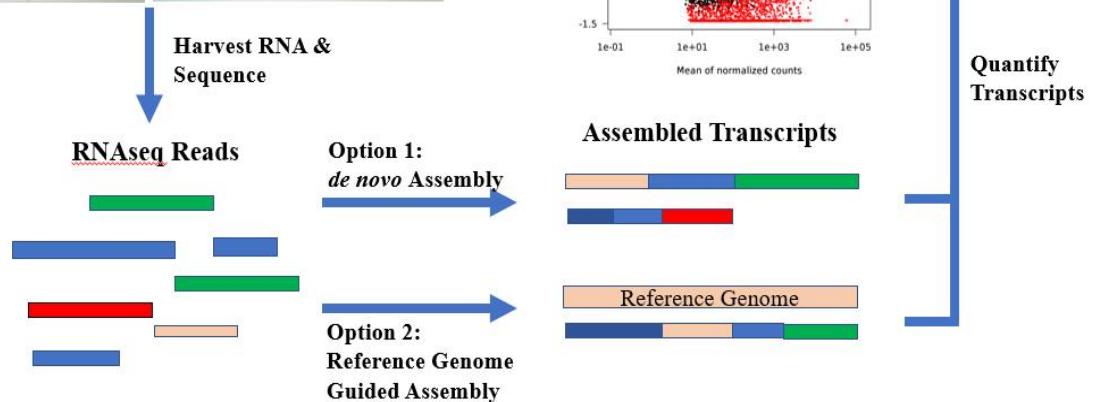 -1.5
1e-01 1e+01 1e+03 1e+05
Mean of normalized counts
Harvest RNA &
Sequence
Quantify
Transcripts
RNAseq Reads
Option 1:
de novo Assembly
Assembled Transcripts
Reference Genome
Option 2:
Reference Genome
Guided Assembly